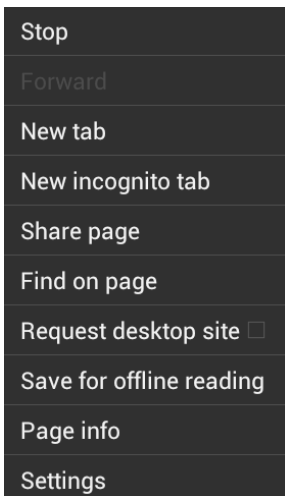 Stop
Forward
New tab
New incognito tab
Share page
Find on page
Request desktop site
Save for offline reading
Page info
Settings